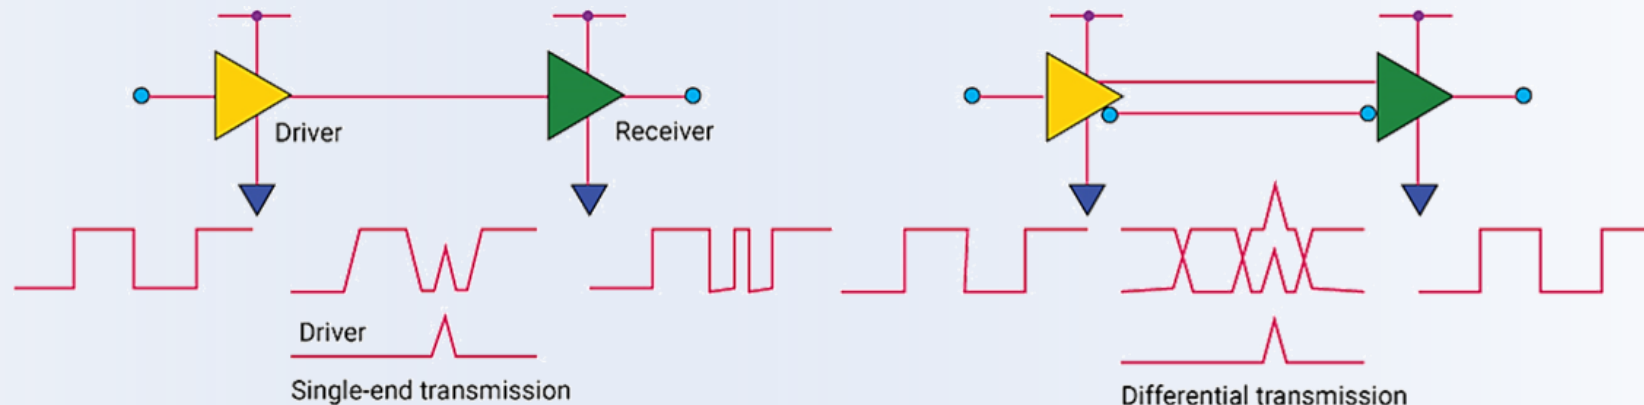 Driver
Receiver
Driver
Single-end transmission
Differential transmission